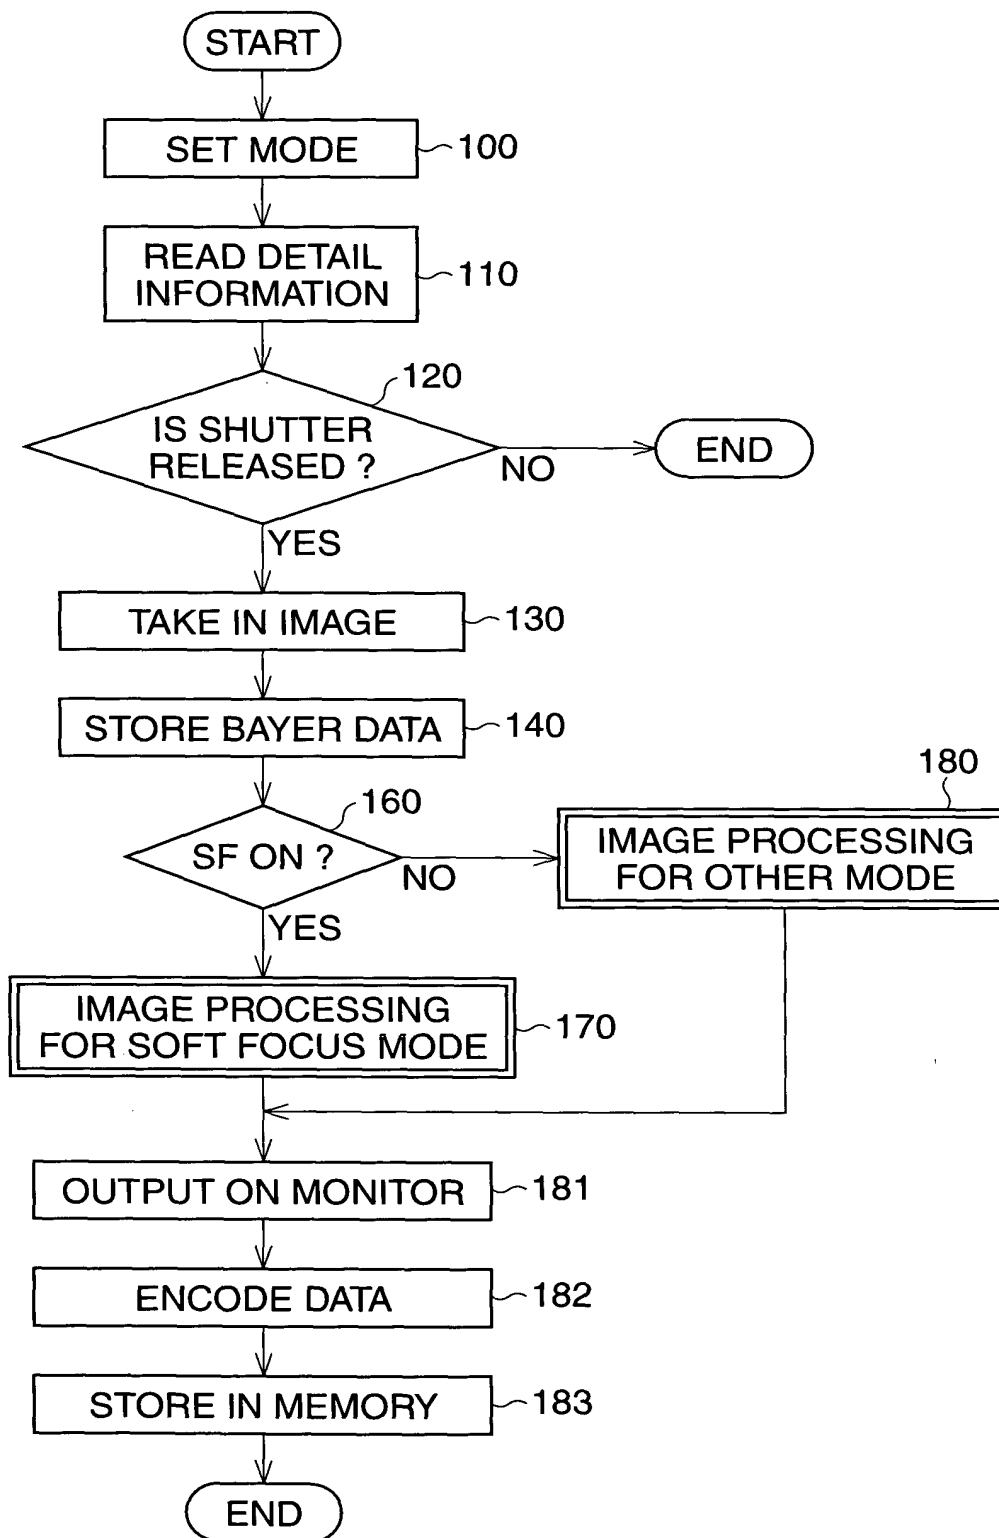 START
SET MODE
100
READ DETAIL
INFORMATION
110
120
IS SHUTTER
RELEASED ?
NO
END
YES
TAKE IN IMAGE
130
STORE BAYER DATA
140
160
SF ON ?
NO
180
IMAGE PROCESSING
FOR OTHER MODE
YES
IMAGE PROCESSING
FOR SOFT FOCUS MODE
170
OUTPUT ON MONITOR
181
ENCODE DATA
182
STORE IN MEMORY
183
END